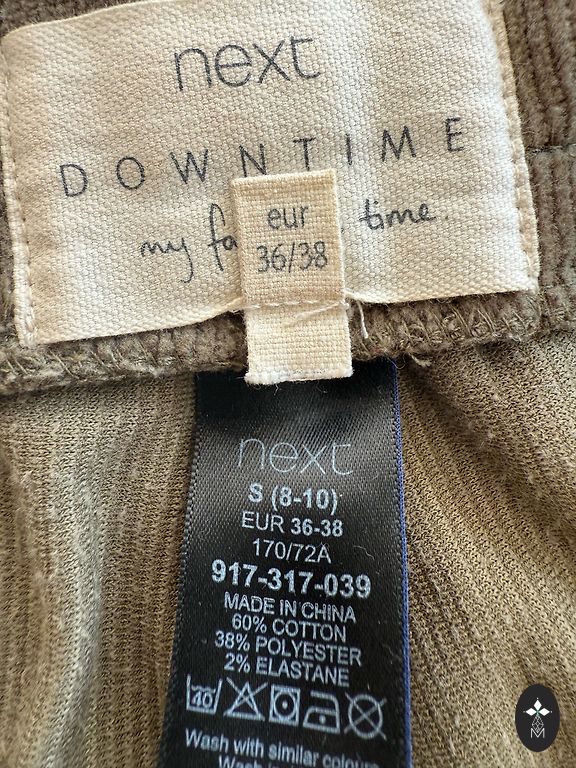 next
DOWNTIME
my time.
eur
36/38
next
S (8-10)
EUR 36-38
170/72A
917-317-039
MADE IN CHINA
60% COTTON
38% POLYESTER
2% ELASTANE
40
Wash with similar colours
M